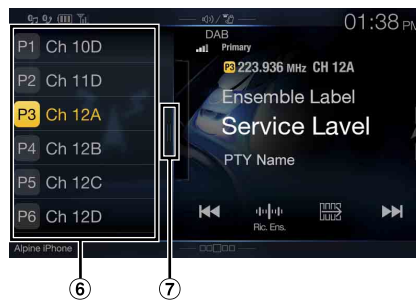 01:38 PM
DAB
Primary
P3 223.936 MHz CH 12A
Ensemble Label
Service Lavel
PTY Name
Ric. Ens.
P1 Ch 10D
P2 Ch 11D
P3 Ch 12A
P4 Ch 12B
P5 Ch 12C
P6 Ch 12D
Alpine iPhone
6
7